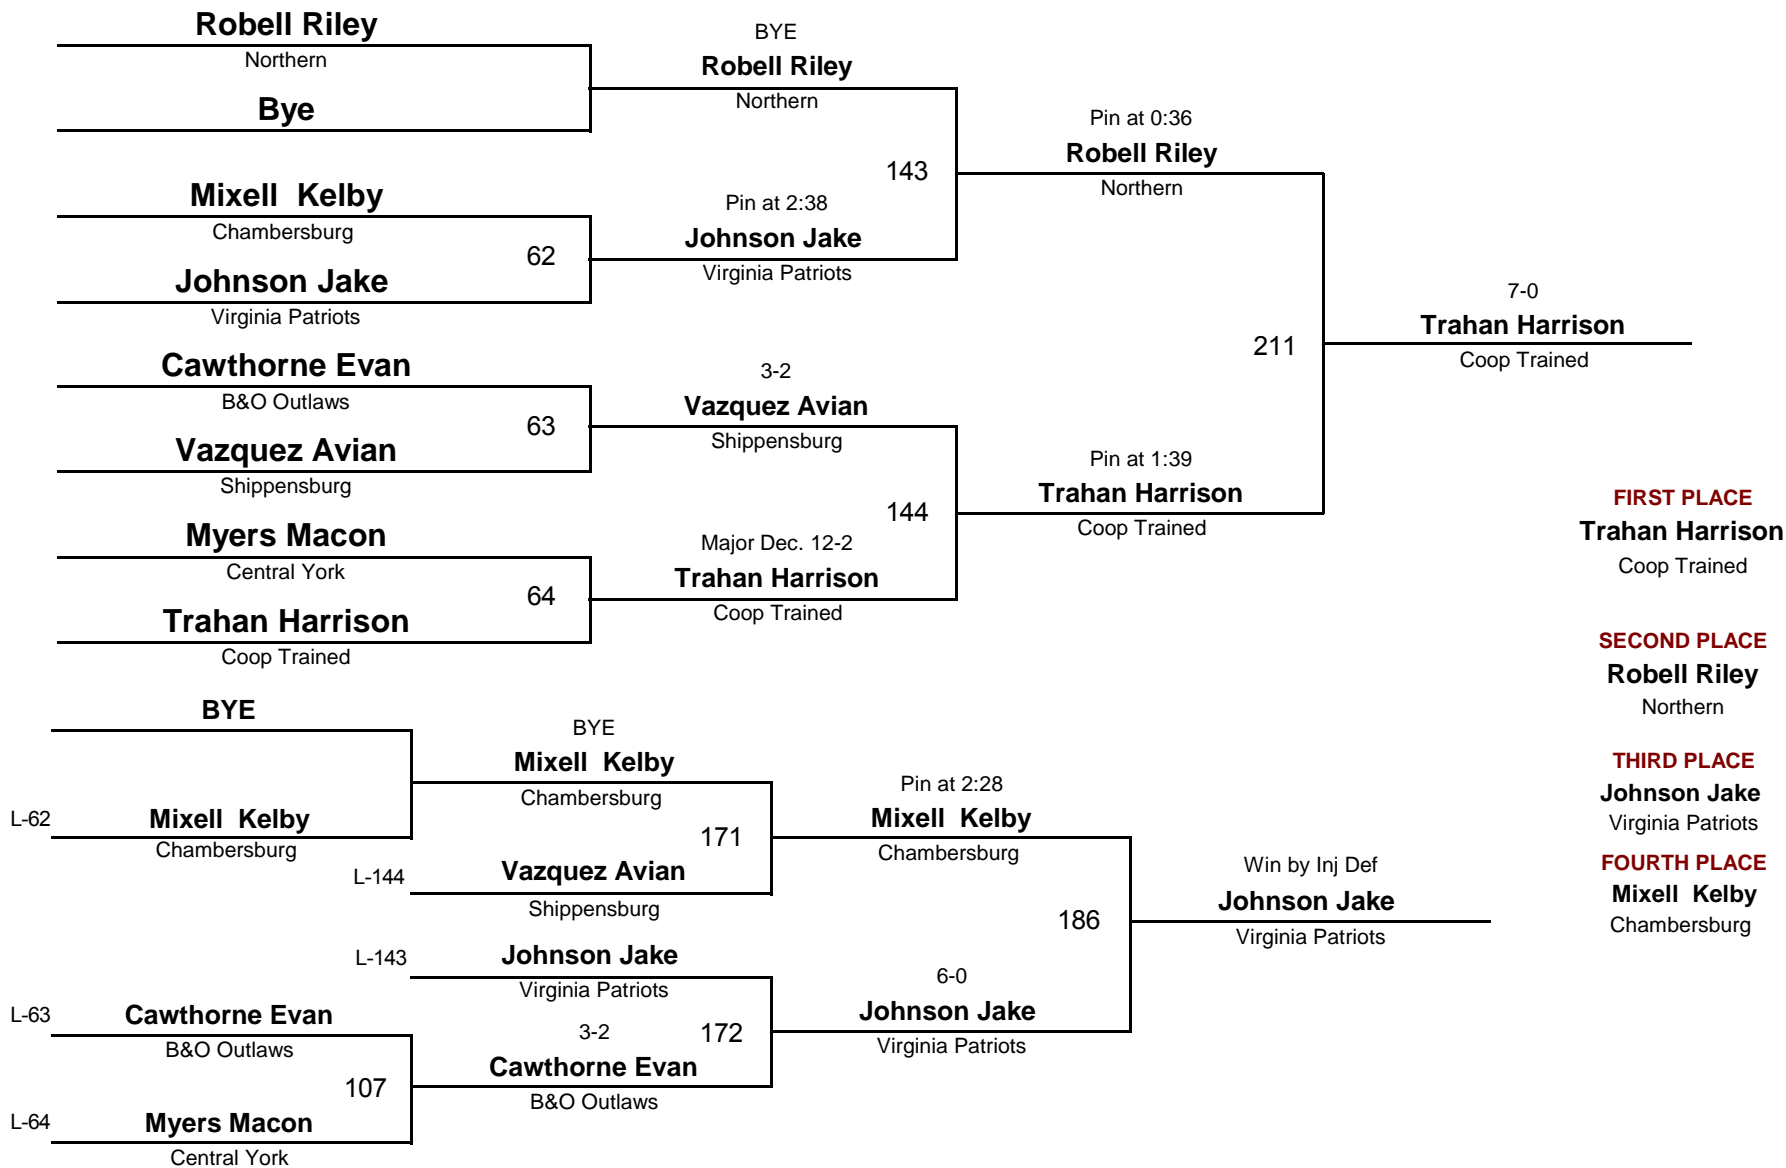 Robell Riley
Northern
Bye
Mixell  Kelby
Chambersburg
62
Johnson Jake
Virginia Patriots
Cawthorne Evan
B&O Outlaws
63
Vazquez Avian
Shippensburg
Myers Macon
Central York
64
Trahan Harrison
Coop Trained
BYE
Robell Riley
Northern
143
Pin at 2:38
Johnson Jake
Virginia Patriots
3-2
Vazquez Avian
Shippensburg
144
Major Dec. 12-2
Trahan Harrison
Coop Trained
Pin at 0:36
Robell Riley
Northern
211
Pin at 1:39
Trahan Harrison
Coop Trained
7-0
Trahan Harrison
Coop Trained
FIRST PLACE
Trahan Harrison
Coop Trained
SECOND PLACE
Robell Riley
Northern
THIRD PLACE
Johnson Jake
Virginia Patriots
FOURTH PLACE
Mixell  Kelby
Chambersburg
BYE
L-62
Mixell  Kelby
Chambersburg
L-63
Cawthorne Evan
B&O Outlaws
107
L-64
Myers Macon
Central York
BYE
Mixell  Kelby
Chambersburg
171
L-144
Vazquez Avian
Shippensburg
L-143
Johnson Jake
Virginia Patriots
172
3-2
Cawthorne Evan
B&O Outlaws
Pin at 2:28
Mixell  Kelby
Chambersburg
186
6-0
Johnson Jake
Virginia Patriots
Win by Inj Def
Johnson Jake
Virginia Patriots